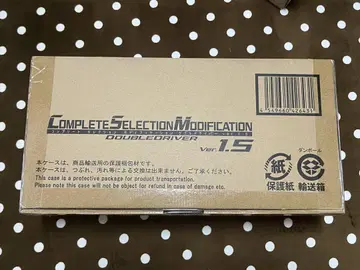 4 549660 426431
COMPLETE SELECTION MODIFICATION
DOUBLEDRIVER ver.1.5
ダンボール
紙
保護紙
輸送箱
本ケースは、商品輸送用の保護梱包材です。
本ケースは、つぶれ、汚れ等による交換は出来ません。ご了承下さい。
This case is a protective package for product transportation.
Please note this case will not be object for refund in case of damage etc.